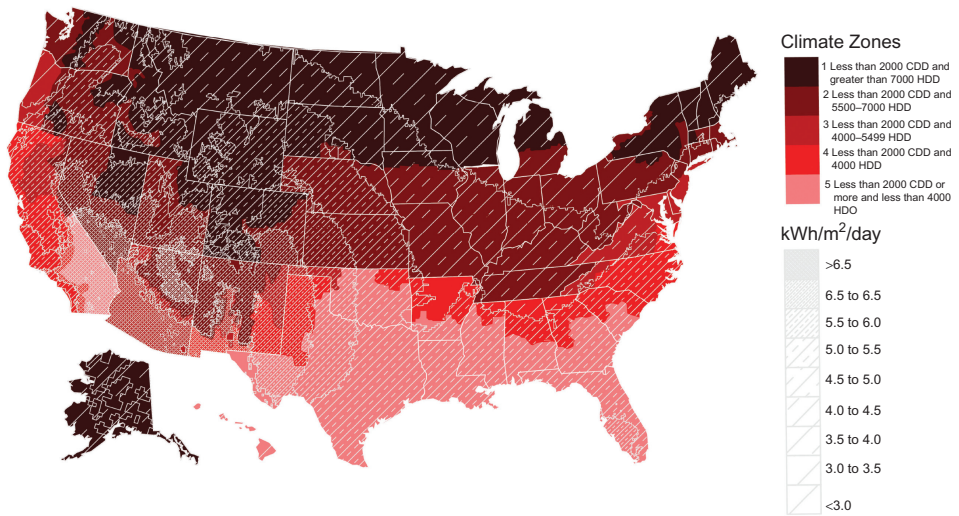 Climate Zones
1 Less than 2000 CDD and
greater than 7000 HDD
2 Less than 2000 CDD and
5500–7000 HDD
3 Less than 2000 CDD and
4000–5499 HDD
4 Less than 2000 CDD and
4000 HDD
5 Less than 2000 CDD or
more and less than 4000
HDO
kWh/m²/day
>6.5
6.5 to 6.5
5.5 to 6.0
5.0 to 5.5
4.5 to 5.0
4.0 to 4.5
3.5 to 4.0
3.0 to 3.5
<3.0